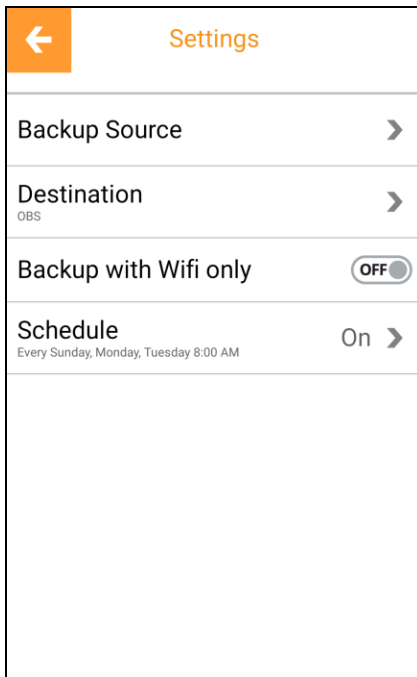 Settings
Backup Source
Destination
OBS
Backup with Wifi only
OFF
Schedule
On
Every Sunday, Monday, Tuesday 8:00 AM